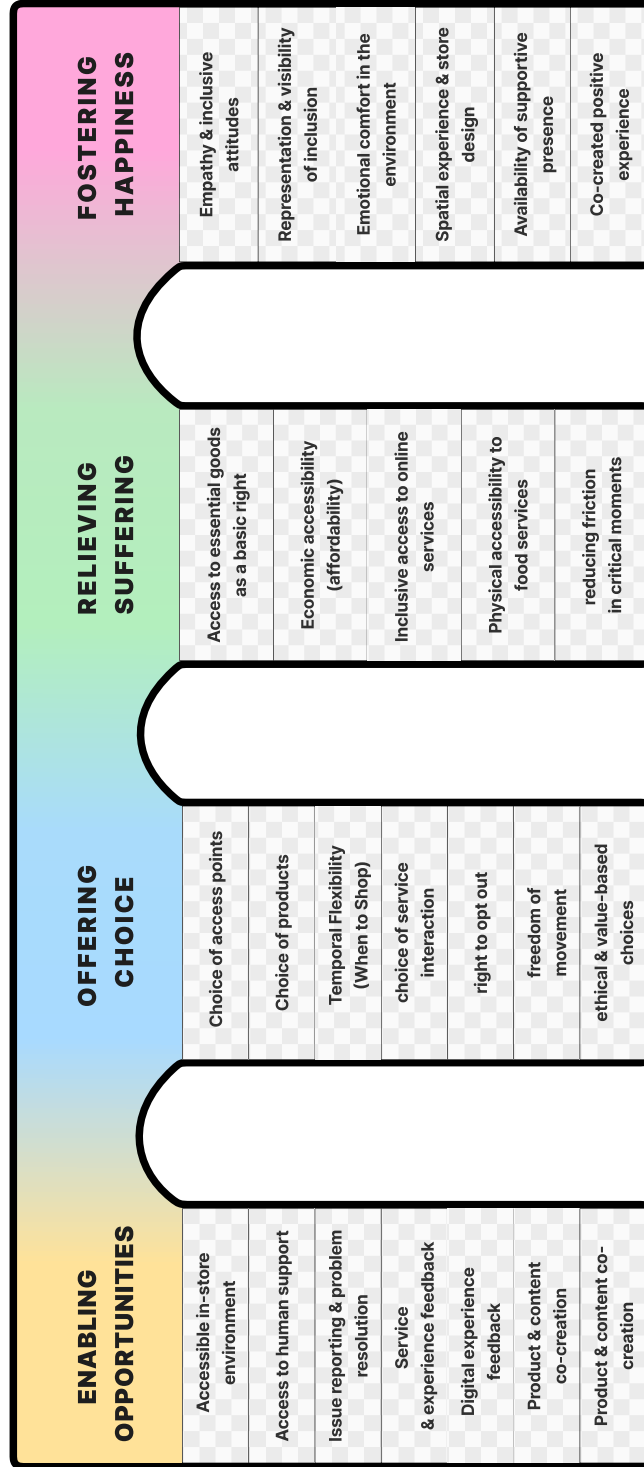 ENABLING
OPPORTUNITIES
Accessible in-store
environment
Access to human support
Issue reporting & problem
resolution
Service
& experience feedback
Digital experience
feedback
Product & content
co-creation
Product & content co-
creation
OFFERING
CHOICE
Choice of access points
Choice of products
Temporal Flexibility
(When to Shop)
choice of service
interaction
right to opt out
freedom of
movement
ethical & value-based
choices
RELIEVING
SUFFERING
Access to essential goods
as a basic right
Economic accessibility
(affordability)
Inclusive access to online
services
Physical accessibility to
food services
reducing friction
in critical moments
FOSTERING
HAPPINESS
Empathy & inclusive
attitudes
Representation & visibility
of inclusion
Emotional comfort in the
environment
Spatial experience & store
design
Availability of supportive
presence
Co-created positive
experience